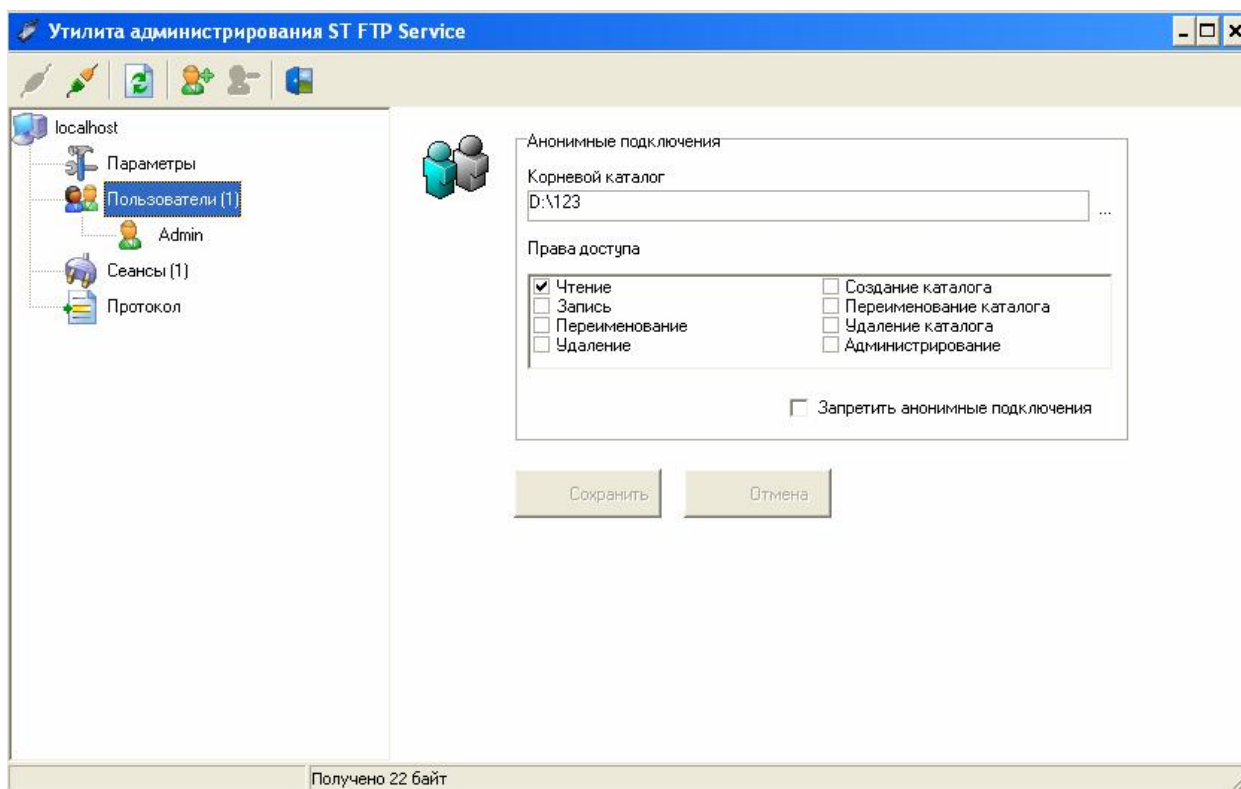 Утилита администрирования ST FTP Service
localhost
Параметры
Пользователи (1)
Admin
Сеансы (1)
Протокол
Анонимные подключения
Корневой каталог
D:\123
...
Права доступа
Чтение
Запись
Переименование
Удаление
Создание каталога
Переименование каталога
Удаление каталога
Администрирование
Запретить анонимные подключения
Сохранить
Отмена
Получено 22 байт